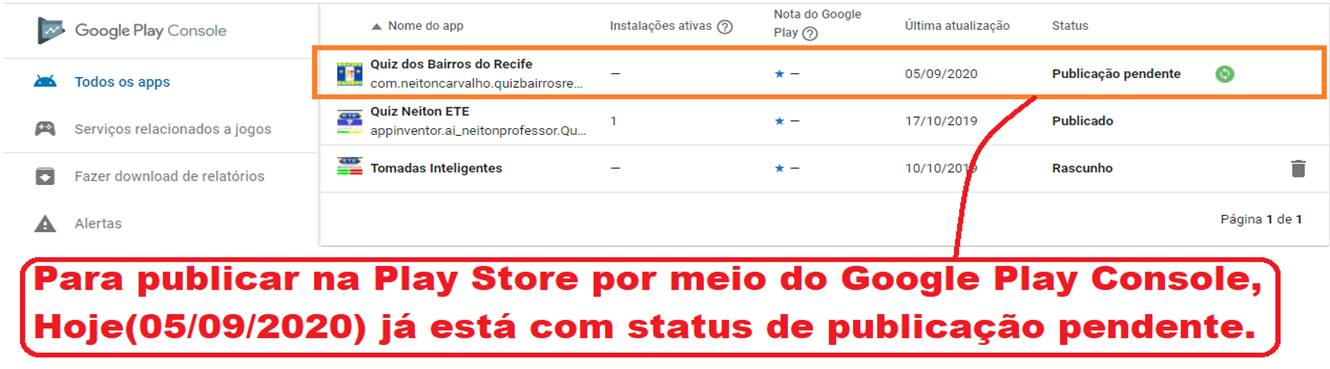 Google Play Console
Todos os apps
Serviços relacionados a jogos
Fazer download de relatórios
Alertas
Nome do app Instalações ativas Nota do Google Play Última atualização Status
Quiz dos Bairros do Recife
com.neitoncarvalho.quizbairrosre... — ★ — 05/09/2020 Publicação pendente
Quiz Neiton ETE
appinventor.ai_neitonprofessor.Qu... 1 ★ — 17/10/2019 Publicado
Tomadas Inteligentes — ★ — 10/10/2019 Rascunho
Página 1 de 1
Para publicar na Play Store por meio do Google Play Console,
Hoje(05/09/2020) já está com status de publicação pendente.